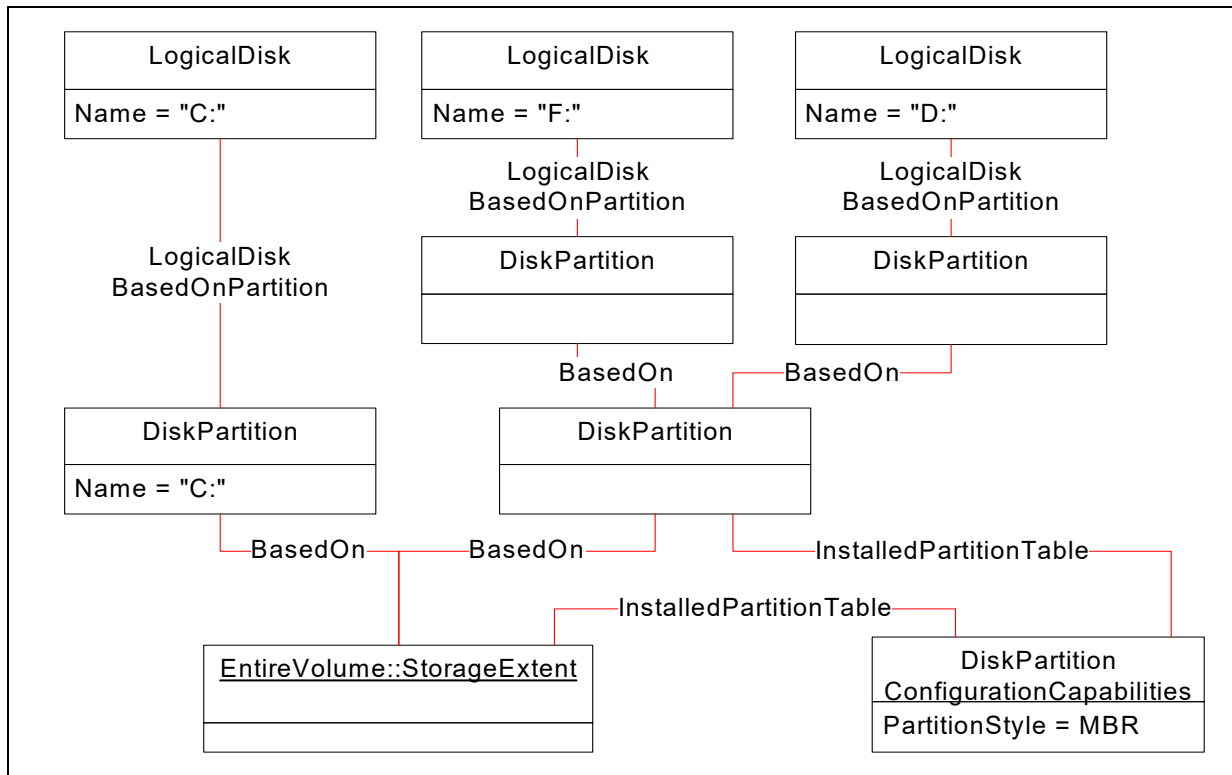 LogicalDisk
Name = "C:"
LogicalDisk
Name = "F:"
LogicalDisk
Name = "D:"
LogicalDisk
BasedOnPartition
LogicalDisk
BasedOnPartition
LogicalDisk
BasedOnPartition
DiskPartition
DiskPartition
BasedOn
BasedOn
DiskPartition
Name = "C:"
DiskPartition
BasedOn
BasedOn
InstalledPartitionTable
InstalledPartitionTable
EntireVolume::StorageExtent
DiskPartition
ConfigurationCapabilities
PartitionStyle = MBR